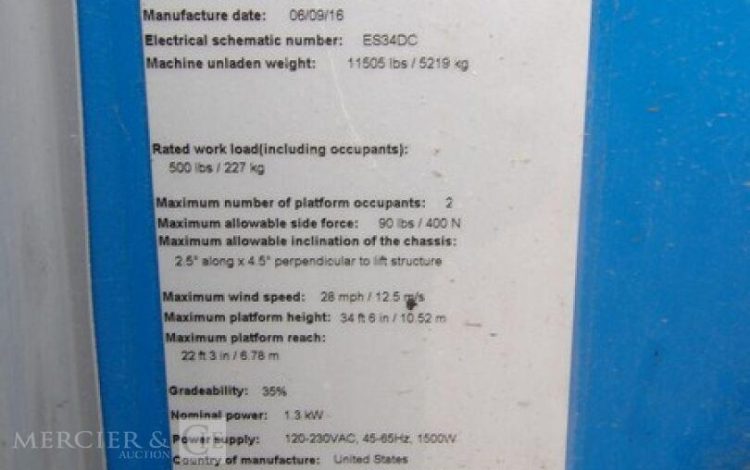 Manufacture date: 06/09/16
Electrical schematic number: ES34DC
Machine unladen weight: 11505 lbs / 5219 kg
Rated work load(including occupants):
500 lbs / 227 kg
Maximum number of platform occupants: 2
Maximum allowable side force: 90 lbs / 400 N
Maximum allowable inclination of the chassis:
2.5° along x 4.5° perpendicular to lift structure
Maximum wind speed: 28 mph / 12.5 m/s
Maximum platform height: 34 ft 6 in / 10.52 m
Maximum platform reach:
22 ft 3 in / 6.78 m
Gradeability: 35%
Nominal power: 1.3 kW
Power supply: 120-230VAC, 45-65Hz, 1500W
Country of manufacture: United States
MERCIER & CIE
AUCTION